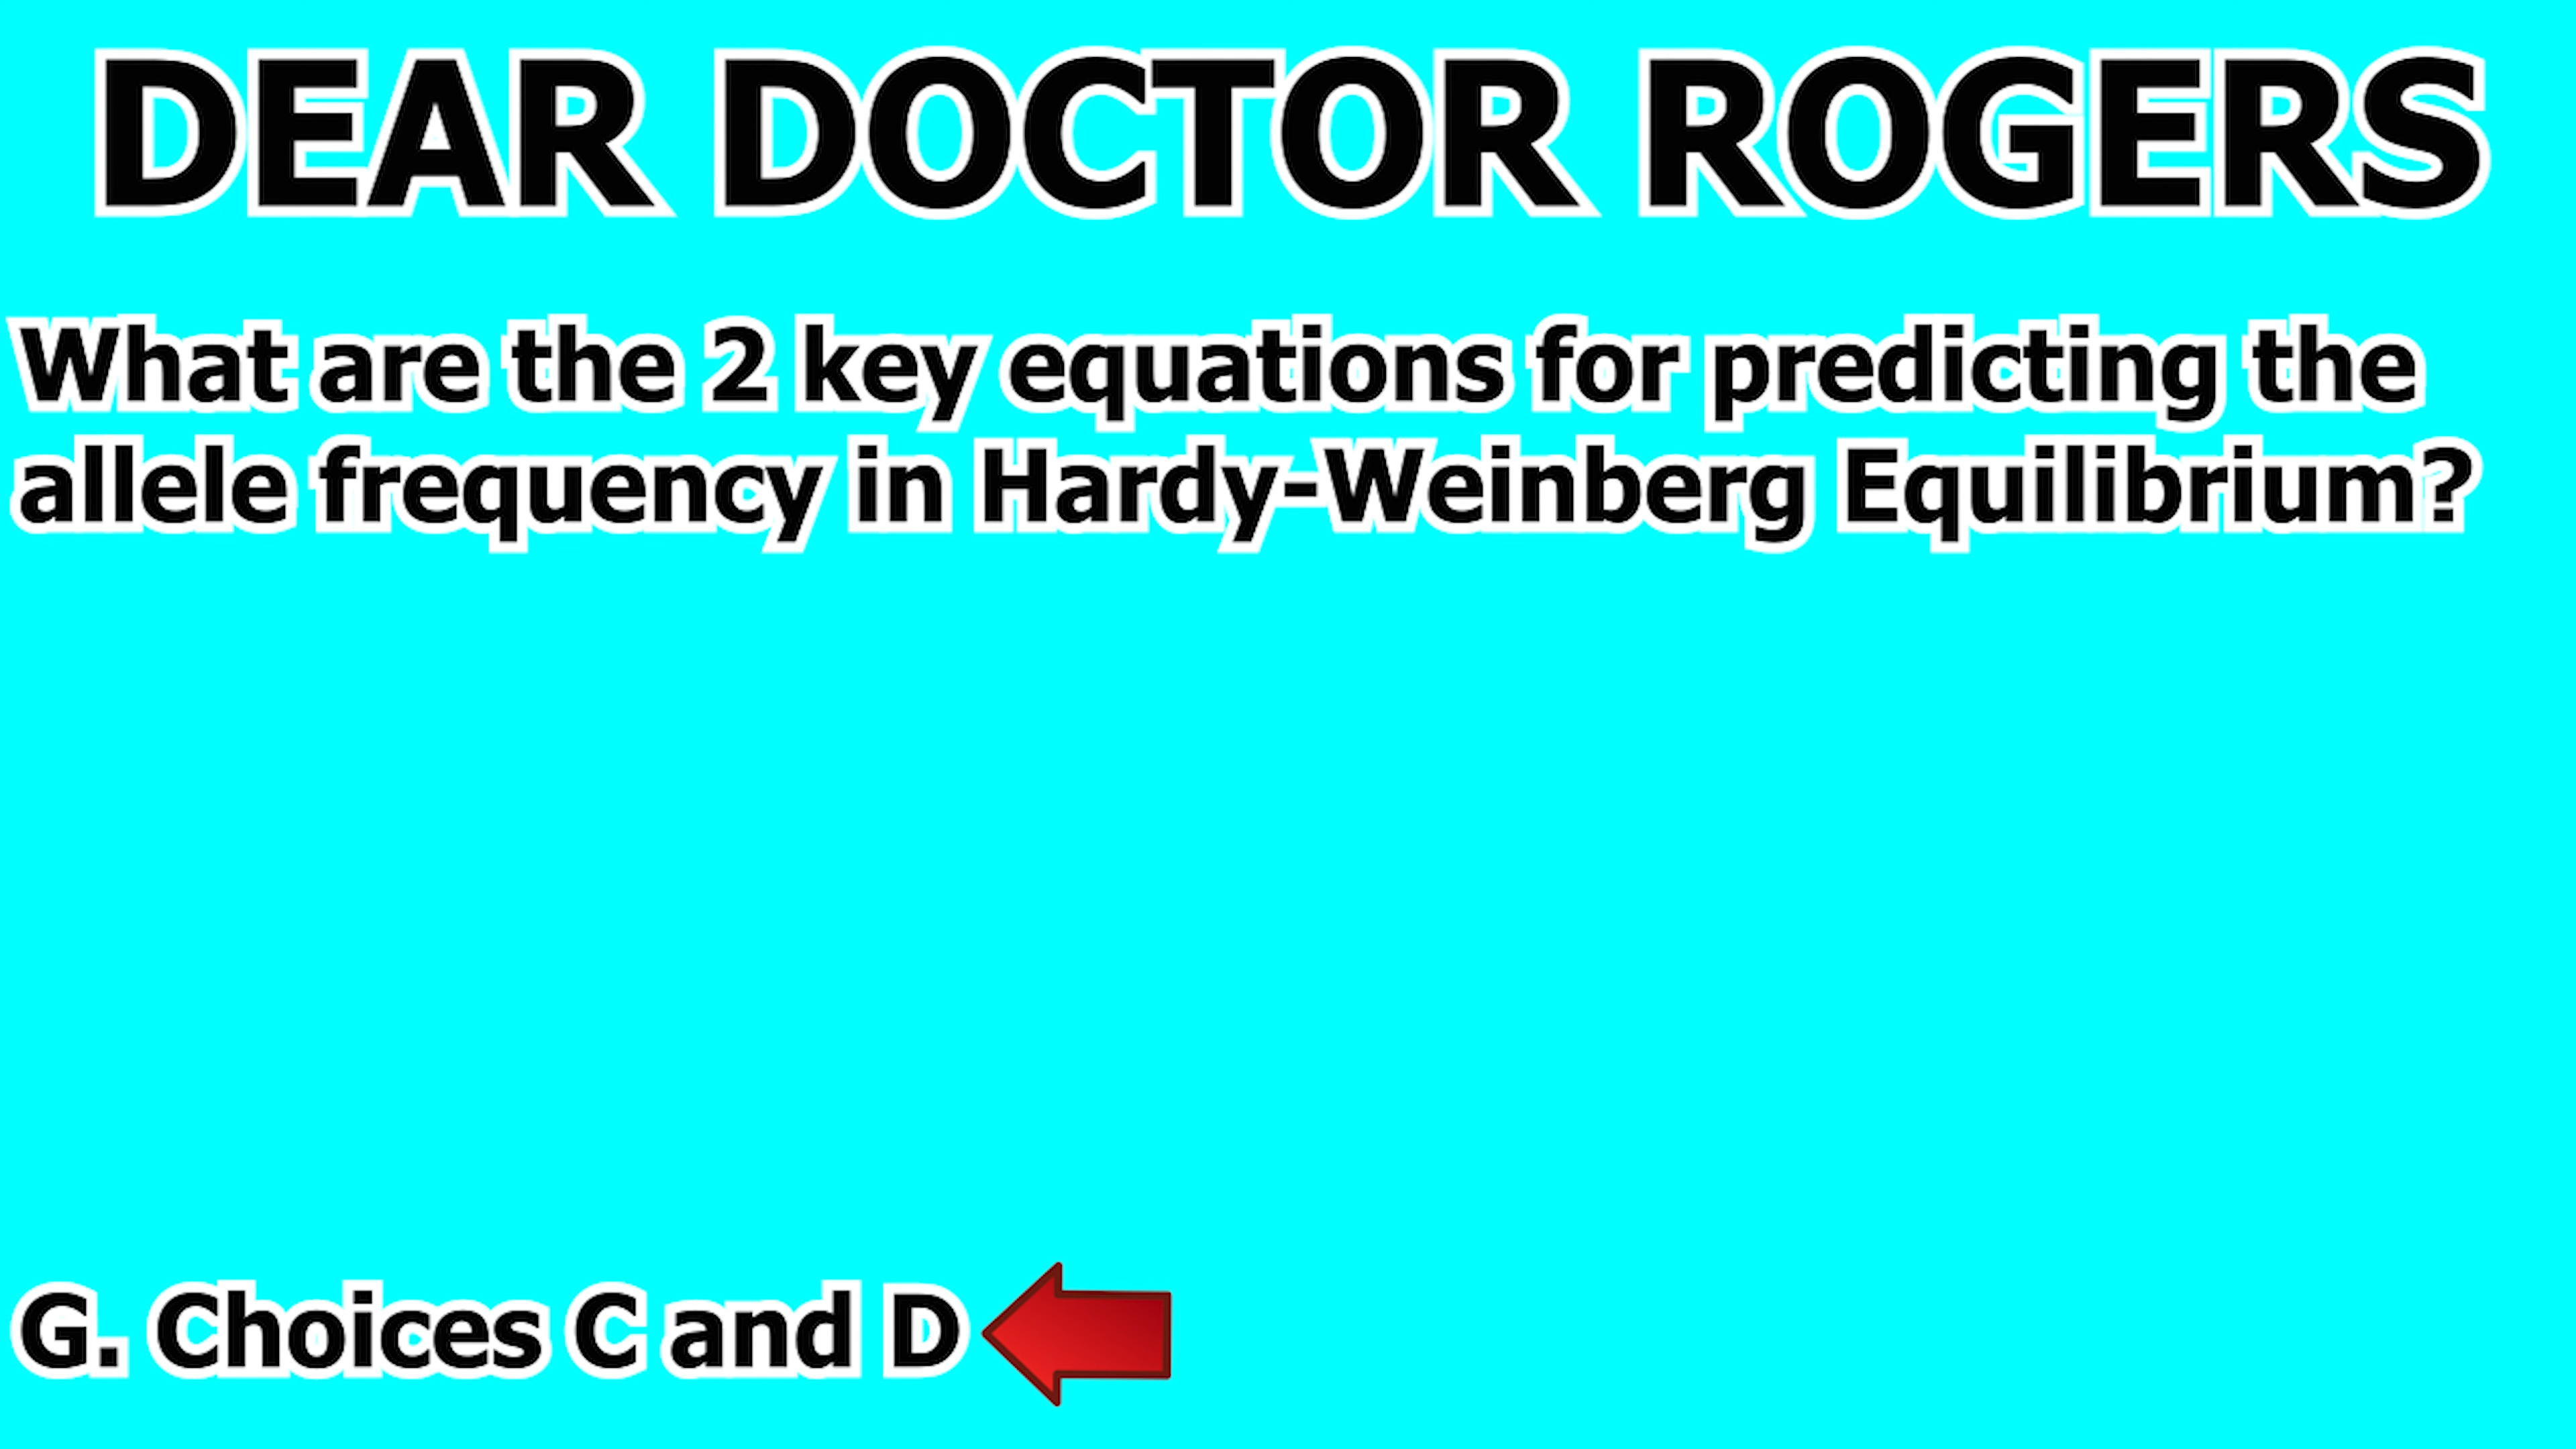 DEAR DOCTOR ROGERS
What are the 2 key equations for predicting the
allele frequency in Hardy-Weinberg Equilibrium?
G. Choices C and D